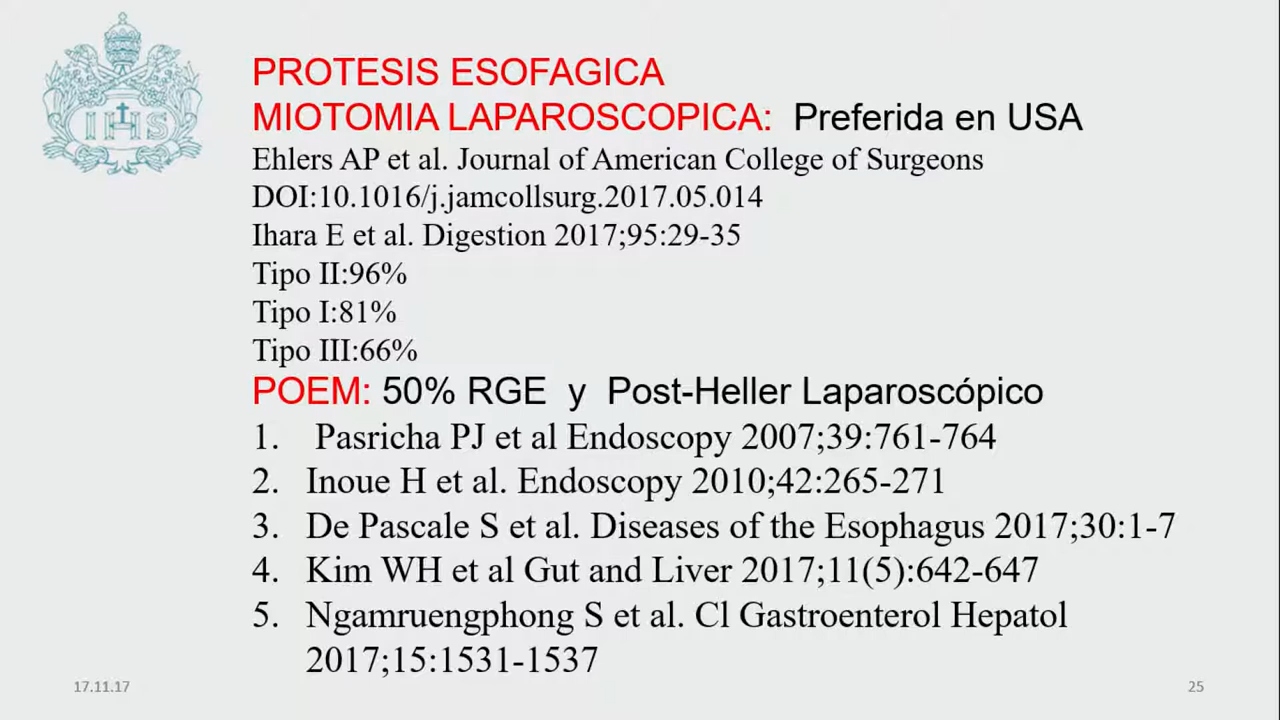 IHS
PROTESIS ESOFAGICA
MIOTOMIA LAPAROSCOPICA: Preferida en USA
Ehlers AP et al. Journal of American College of Surgeons
DOI:10.1016/j.jamcollsurg.2017.05.014
Ihara E et al. Digestion 2017;95:29-35
Tipo II:96%
Tipo I:81%
Tipo III:66%
POEM: 50% RGE y Post-Heller Laparoscópico
1. Pasricha PJ et al Endoscopy 2007;39:761-764
2. Inoue H et al. Endoscopy 2010;42:265-271
3. De Pascale S et al. Diseases of the Esophagus 2017;30:1-7
4. Kim WH et al Gut and Liver 2017;11(5):642-647
5. Ngamruengphong S et al. Cl Gastroenterol Hepatol
2017;15:1531-1537
17.11.17
25